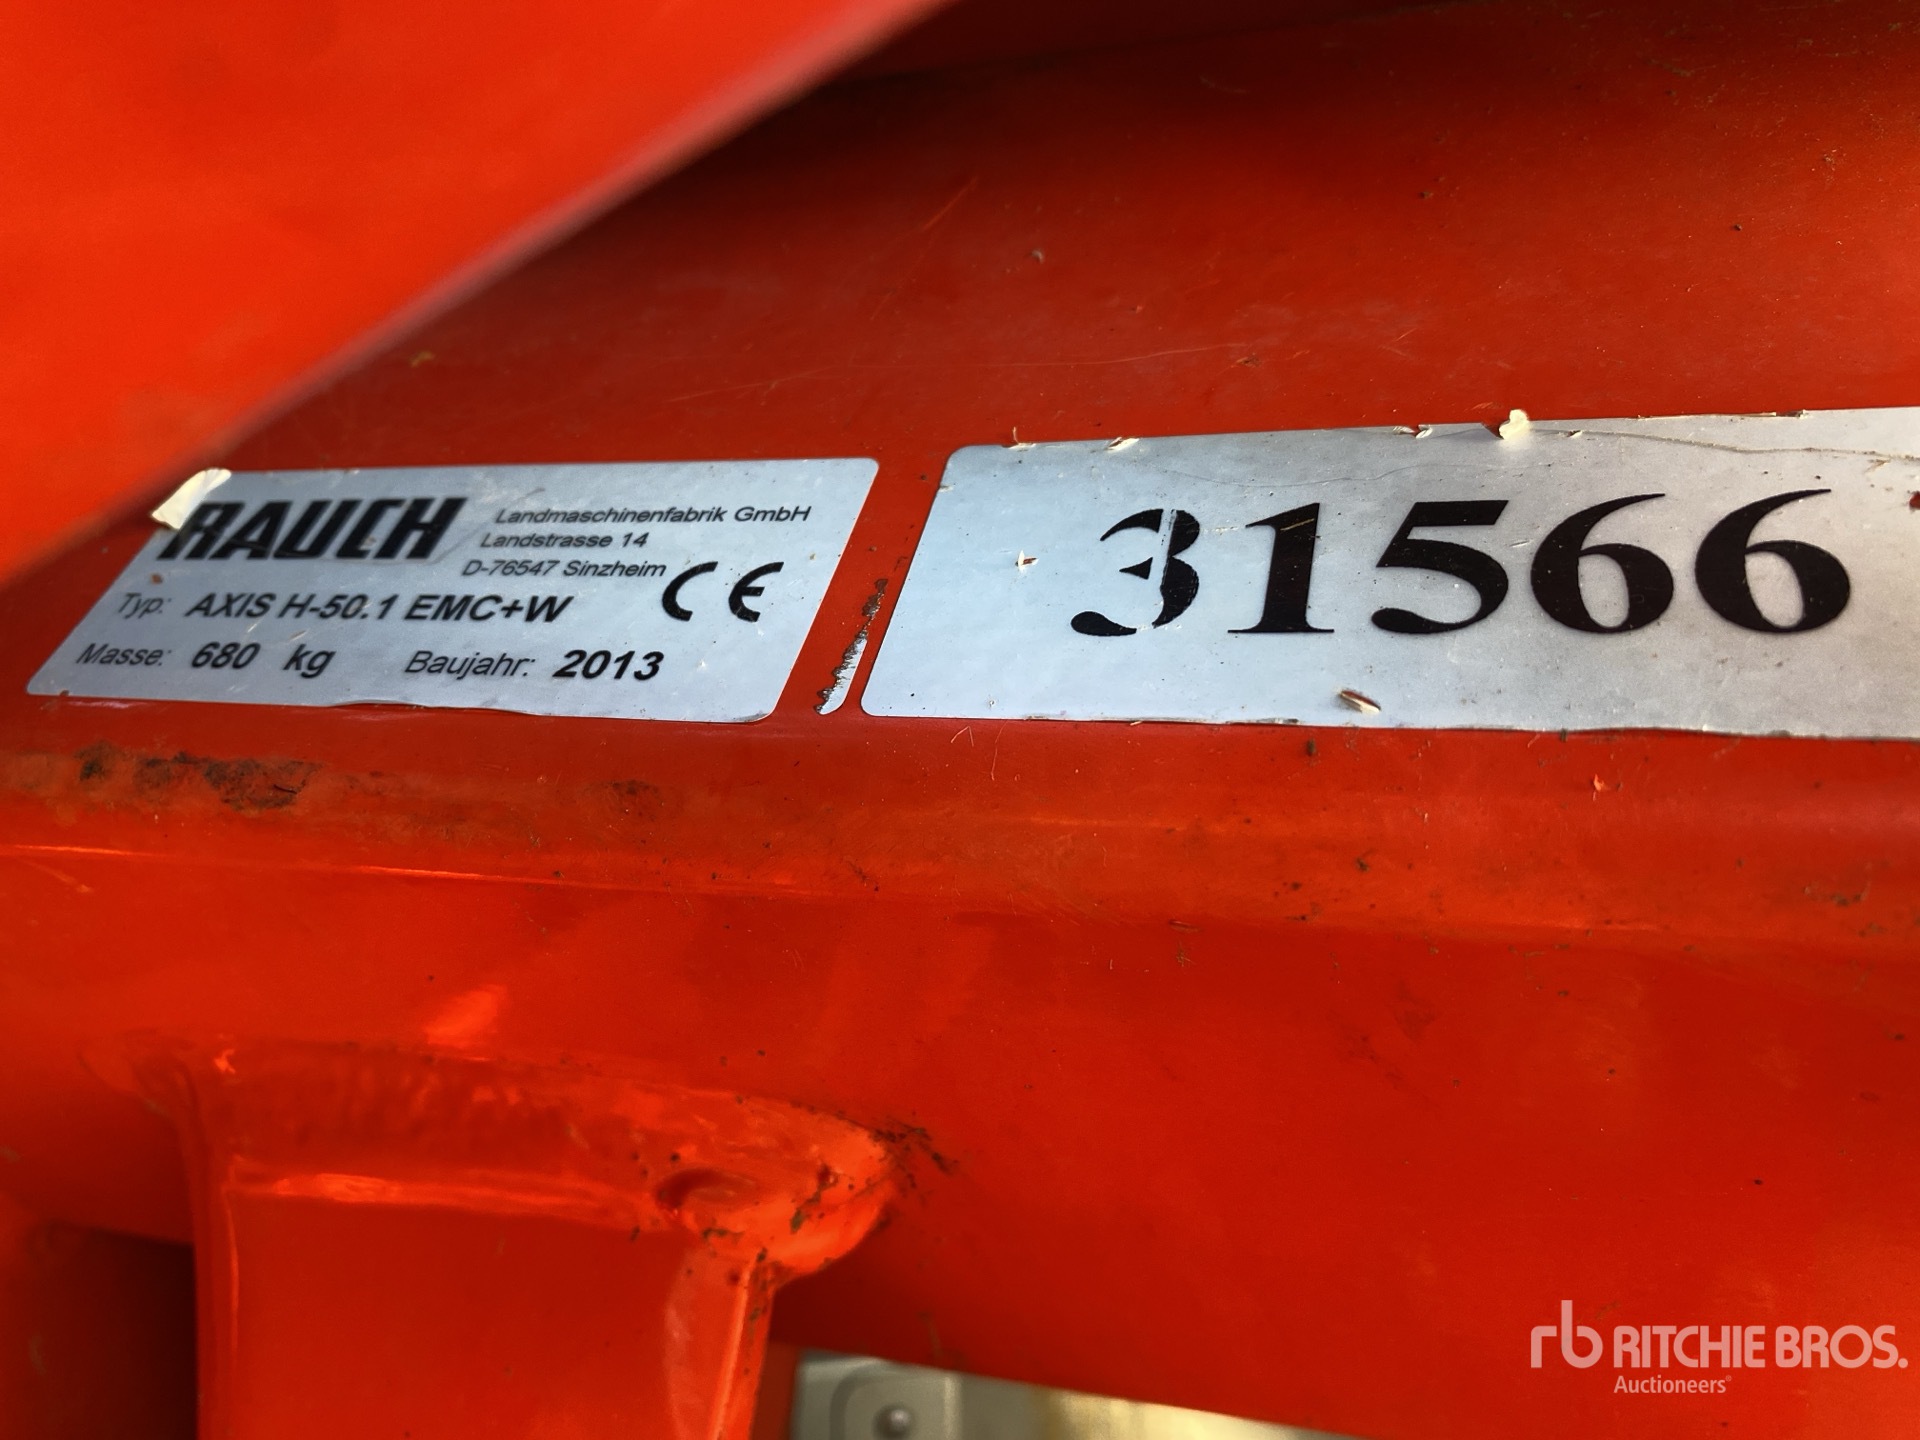 RAUCH
Landmaschinenfabrik GmbH
Landstrasse 14
D-76547 Sinzheim
CE
Typ: AXIS H-50.1 EMC+W
Masse: 680 kg Baujahr: 2013
31566
rb RITCHIE BROS.
Auctioneers